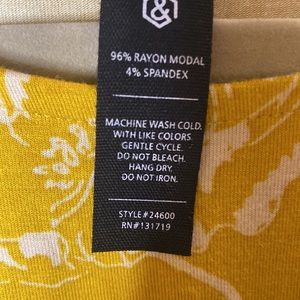 &
96% RAYON MODAL
4% SPANDEX
MACHINE WASH COLD.
WITH LIKE COLORS.
GENTLE CYCLE.
DO NOT BLEACH.
HANG DRY.
DO NOT IRON.
STYLE#24600
RN#131719